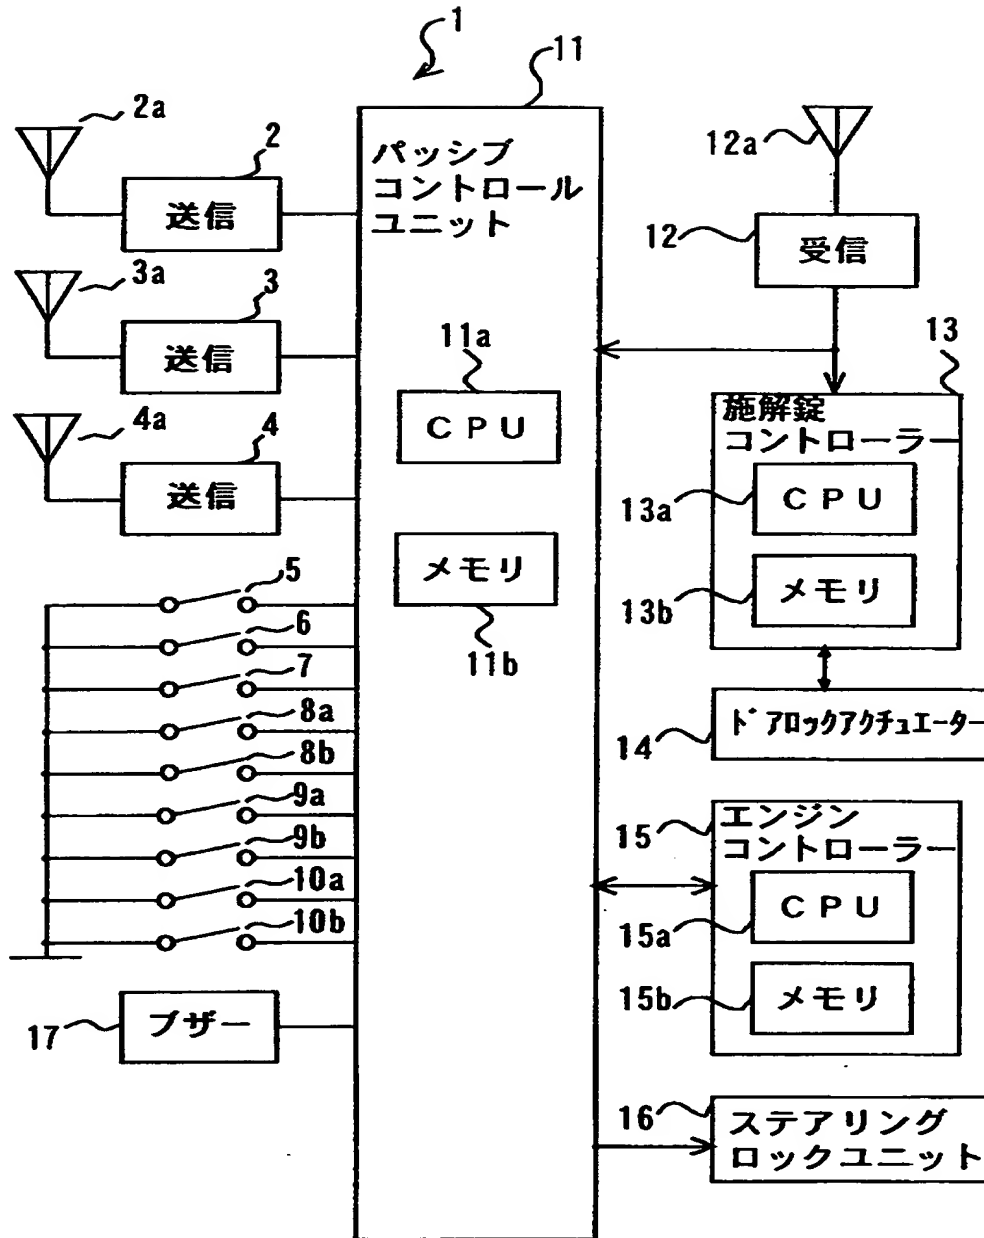 1
11
2a
2
送信
パッシブ
コントロール
ユニット
12a
12
受信
3a
3
送信
11a
CPU
13
施解錠
コントローラー
4a
4
送信
13a
CPU
メモリ
11b
13b
メモリ
5
6
7
8a
8b
9a
9b
10a
10b
14
ドアロックアクチュエーター
15
エンジン
コントローラー
15a
CPU
15b
メモリ
17
ブザー
16
ステアリング
ロックユニット